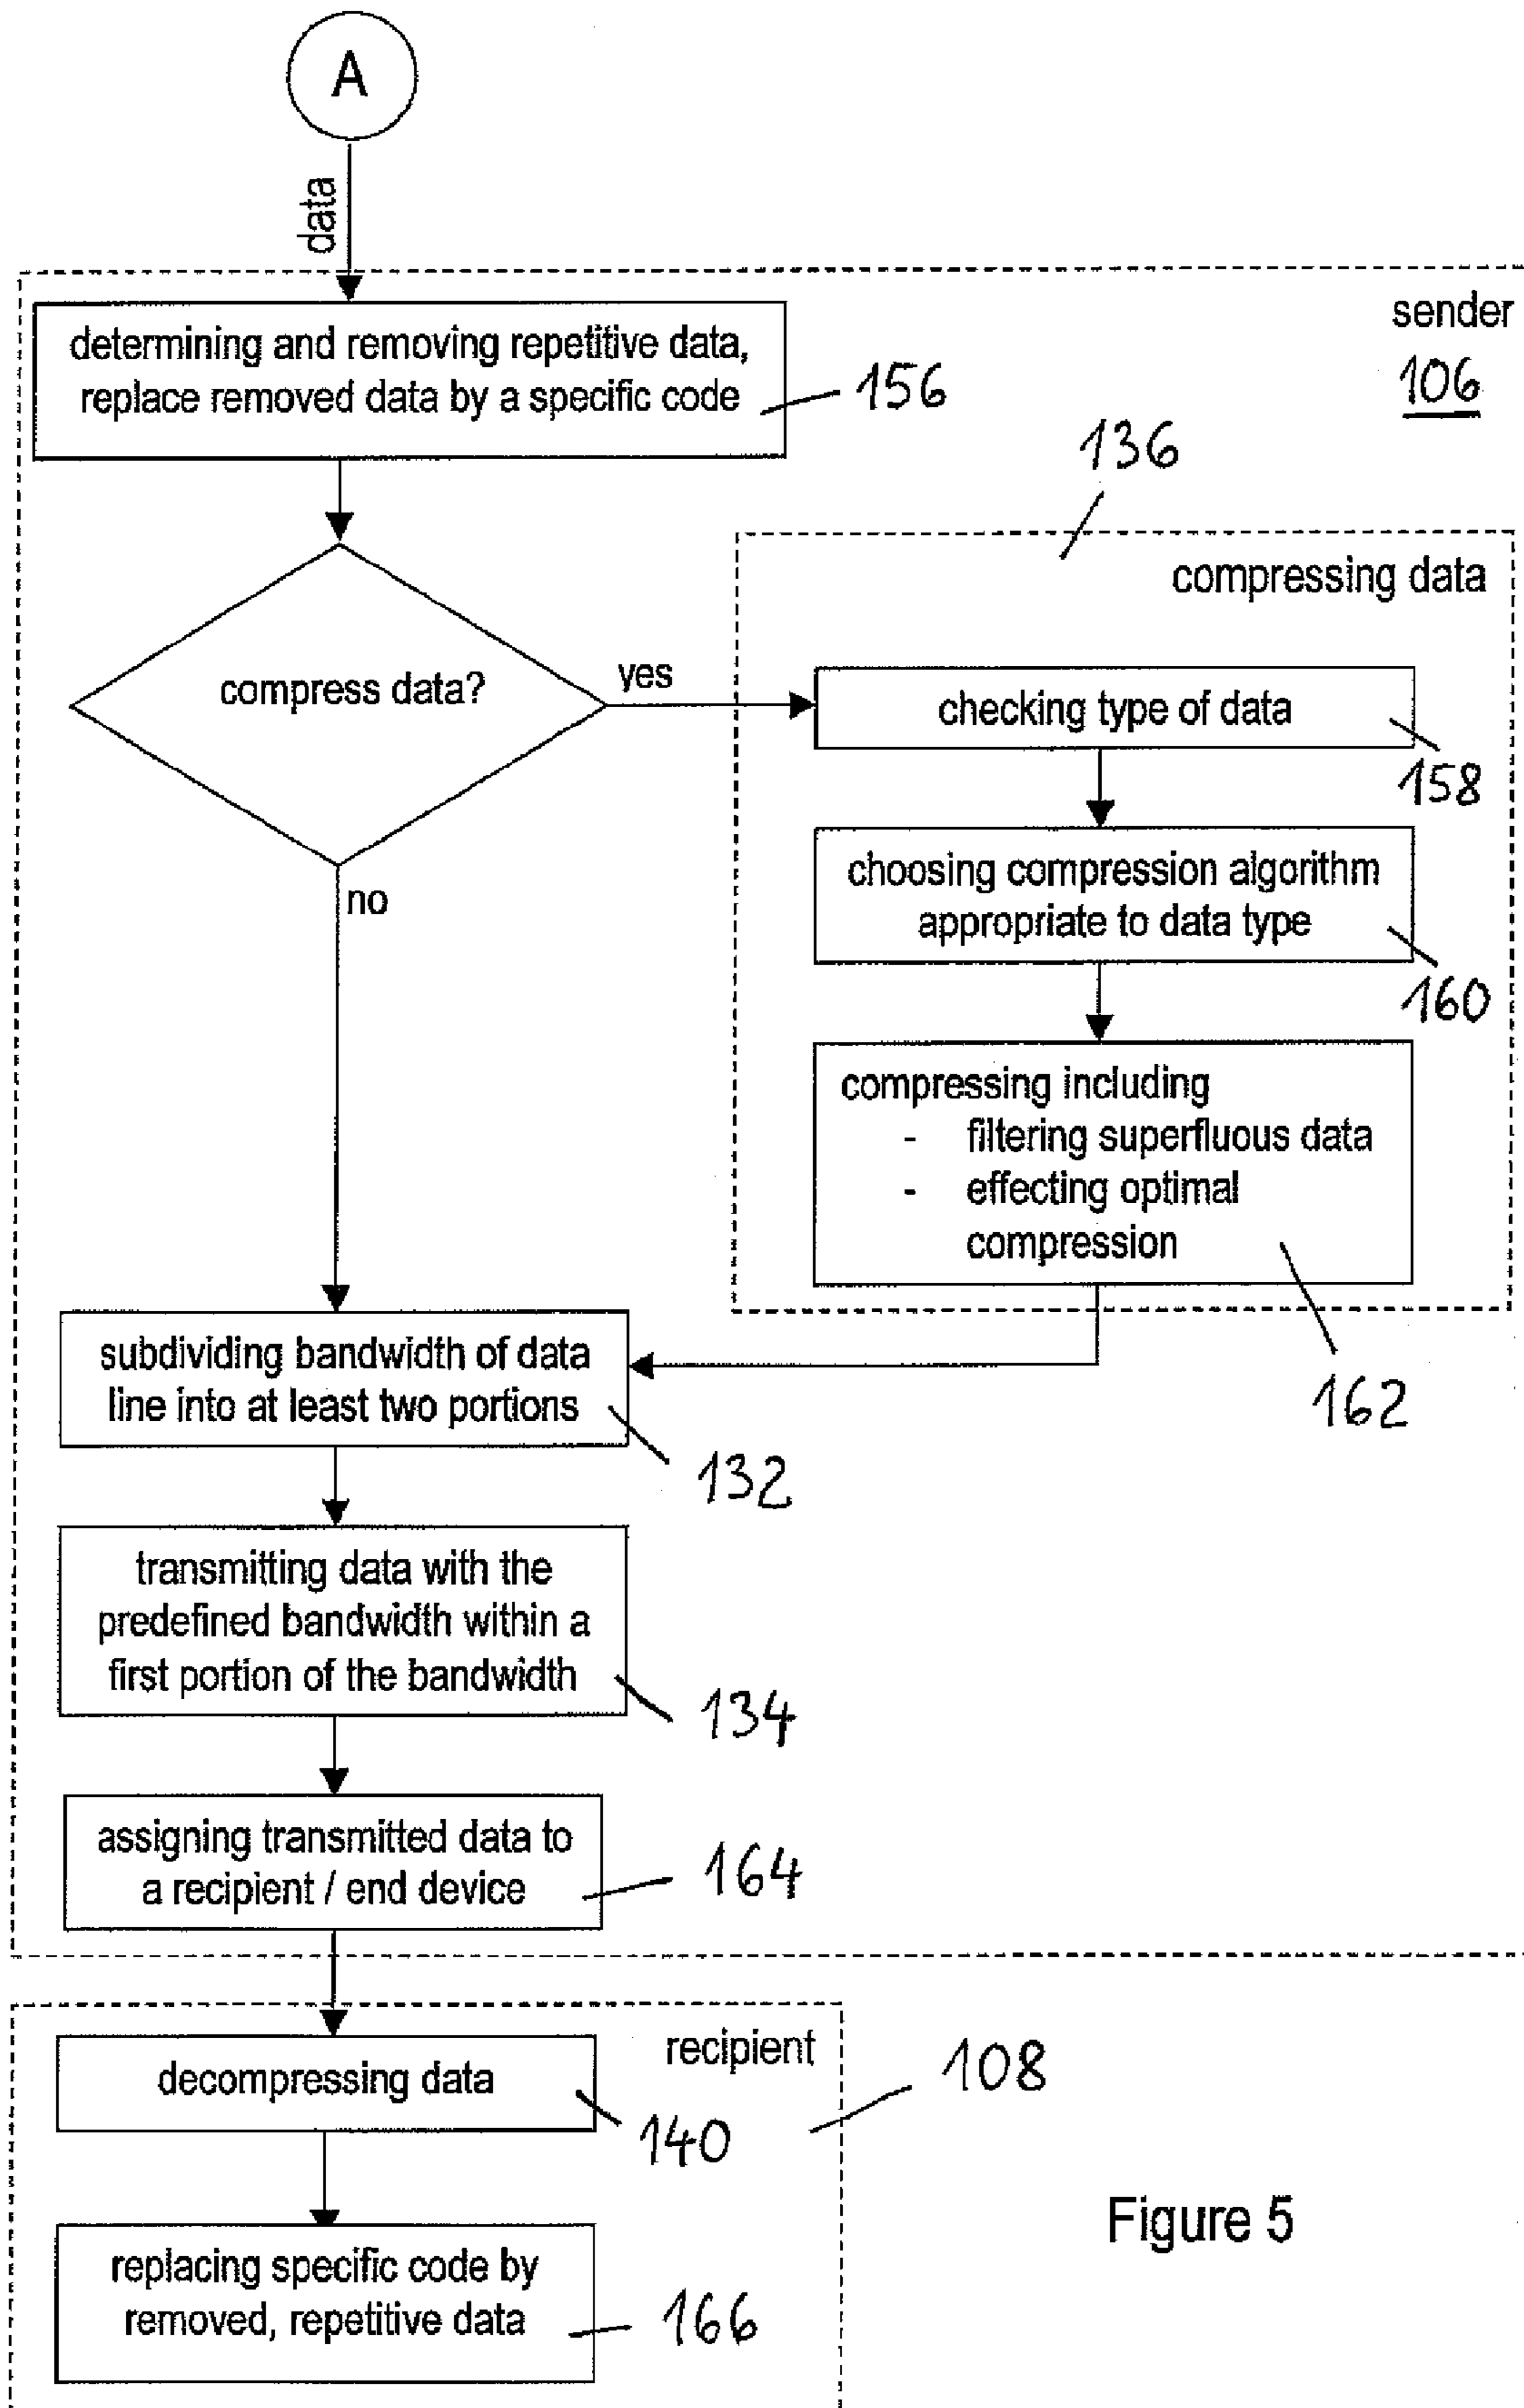 A
data
sender
106
determining and removing repetitive data,
replace removed data by a specific code
156
136
compressing data
compress data?
yes
no
checking type of data
158
choosing compression algorithm
appropriate to data type
160
compressing including
- filtering superfluous data
- effecting optimal
compression
162
subdividing bandwidth of data
line into at least two portions
132
transmitting data with the
predefined bandwidth within a
first portion of the bandwidth
134
assigning transmitted data to
a recipient / end device
164
recipient
108
decompressing data
140
replacing specific code by
removed, repetitive data
166
Figure 5